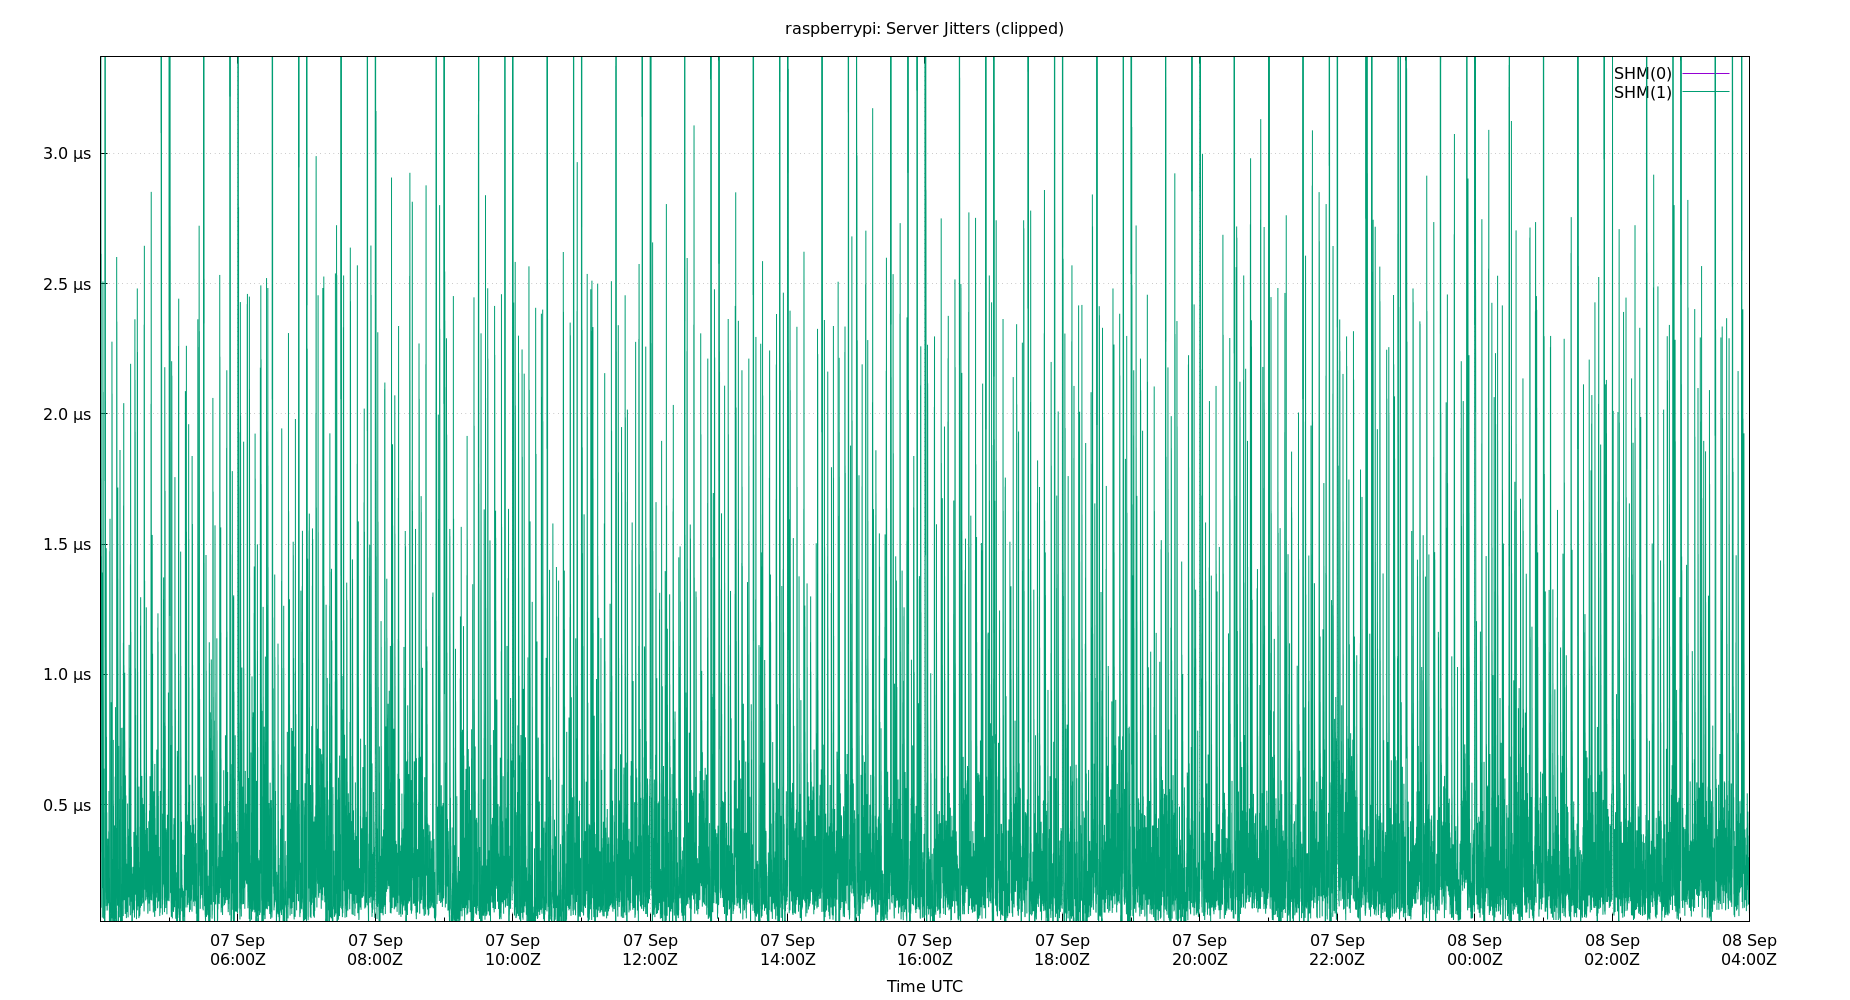 raspberrypi: Server Jitters (clipped)
SHM(0)
SHM(1)
3.0 µs
2.5 µs
2.0 µs
1.5 µs
1.0 µs
0.5 µs
07 Sep 07 Sep 07 Sep 07 Sep 07 Sep 07 Sep 07 Sep 07 Sep 07 Sep 08 Sep 08 Sep 08 Sep
06:00Z 08:00Z 10:00Z 12:00Z 14:00Z 16:00Z 18:00Z 20:00Z 22:00Z 00:00Z 02:00Z 04:00Z
Time UTC